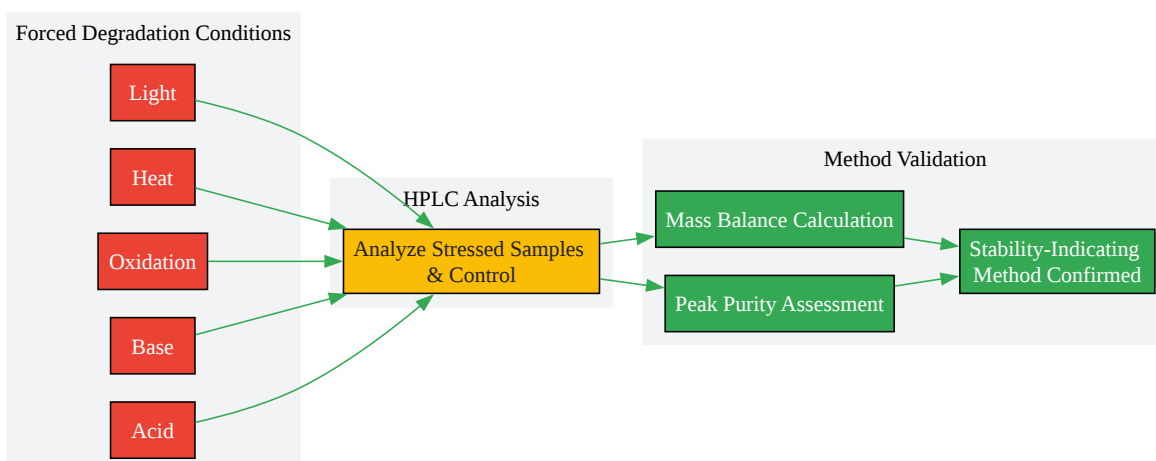 Forced Degradation Conditions
Light
Heat
Oxidation
Base
Acid
HPLC Analysis
Analyze Stressed Samples
& Control
Method Validation
Mass Balance Calculation
Peak Purity Assessment
Stability-Indicating
Method Confirmed